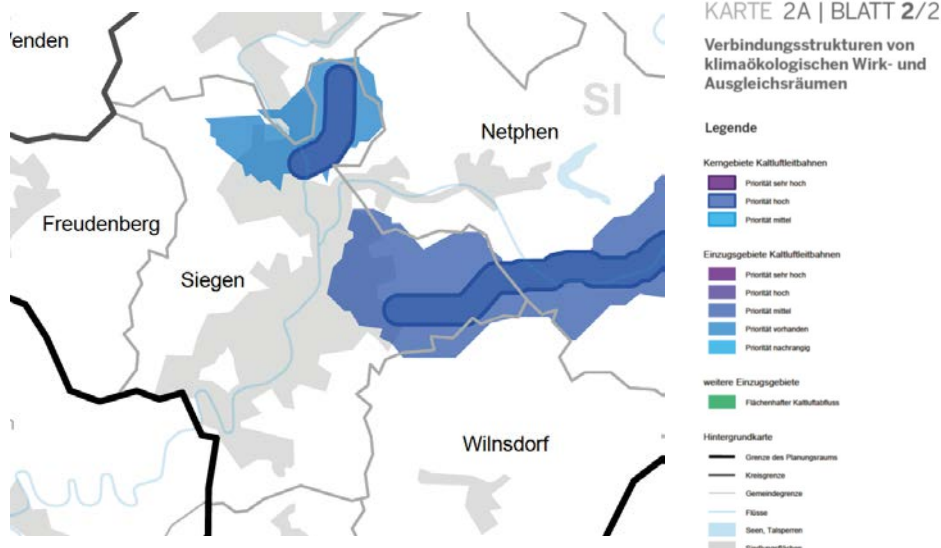 KARTE 2A | BLATT 2/2
Verbindungsstrukturen von
klimaökologischen Wirk- und
Ausgleichsräumen
Legende
Kerngebiete Kaltluftleitbahnen
Priorität sehr hoch
Priorität hoch
Priorität mittel
Einzugsgebiete Kaltluftleitbahnen
Priorität sehr hoch
Priorität hoch
Priorität mittel
Priorität vorhanden
Priorität nachrangig
weitere Einzugsgebiete
Flächenhafter Kaltluftabfluss
Hintergrundkarte
Grenze des Planungsraums
Kreisgrenze
Gemeindegrenze
Flüsse
Seen, Talsperren
Siedlungsflächen
enden
SI
Netphen
Freudenberg
Siegen
Wilnsdorf